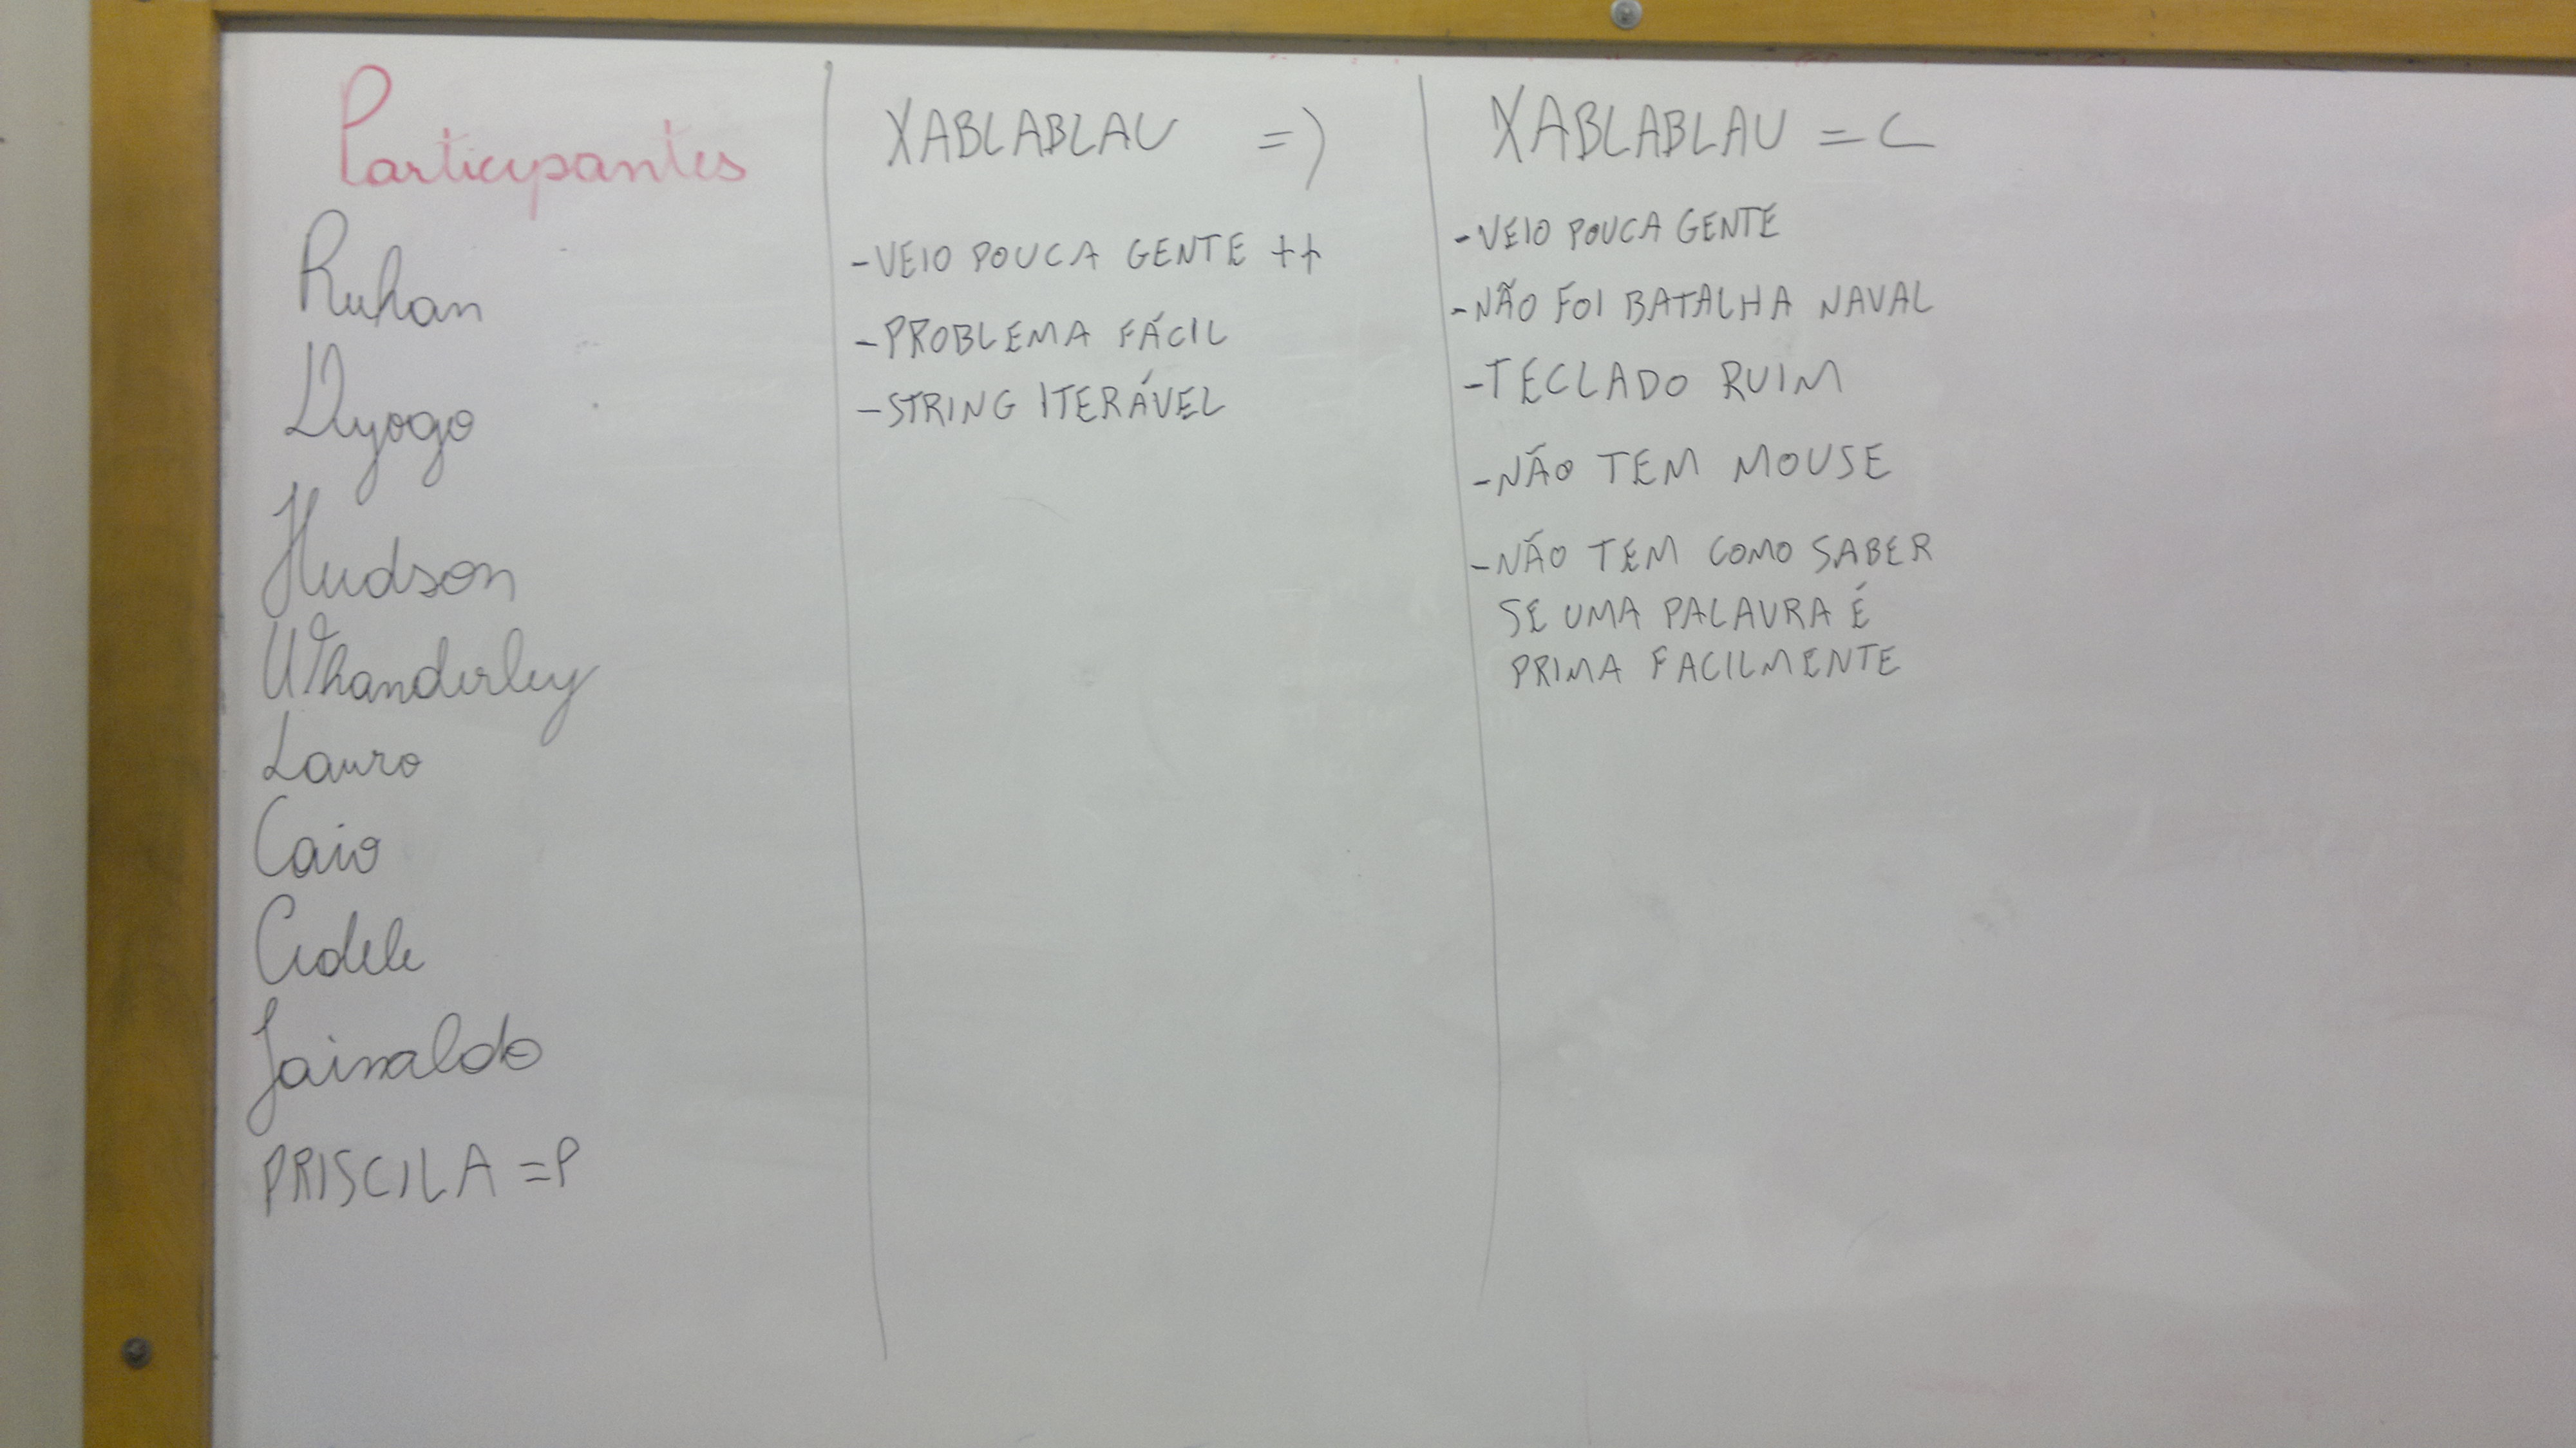 Participantes
Ruhan
Dyogo
Hudson
Whanderley
Lauro
Caio
Cidele
Jainaldo
PRISCILA =P
XABLABLAU =)
-VEIO POUCA GENTE ++
-PROBLEMA FÁCIL
-STRING ITERÁVEL
XABLABLAU =C
-VEIO POUCA GENTE
-NÃO FOI BATALHA NAVAL
-TECLADO RUIM
-NÃO TEM MOUSE
-NÃO TEM COMO SABER
SE UMA PALAVRA É
PRIMA FACILMENTE